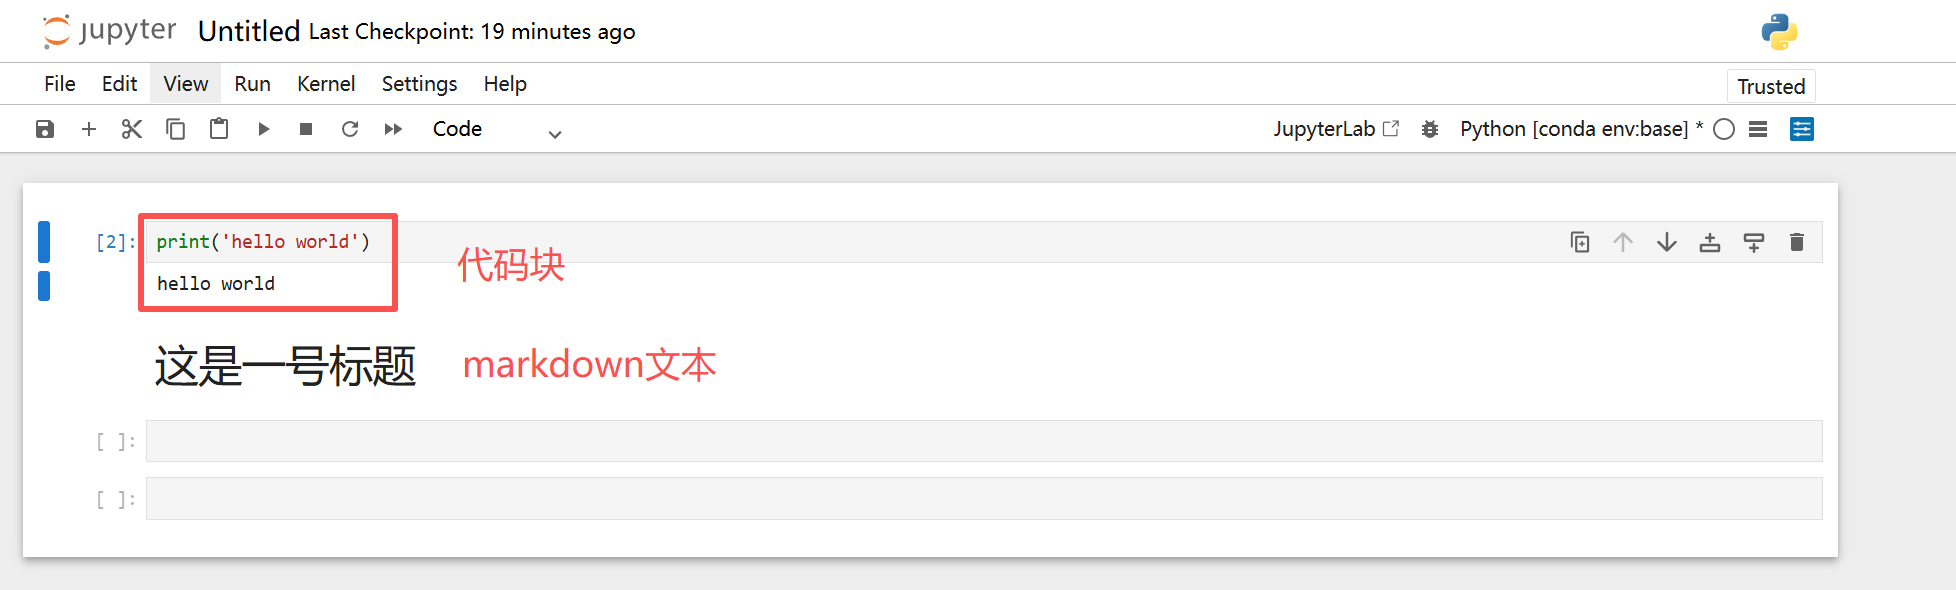 jupyter Untitled Last Checkpoint: 19 minutes ago
File Edit View Run Kernel Settings Help
Trusted
Code JupyterLab Python [conda env:base] *
[2]: print('hello world')
hello world
代码块
这是一号标题 markdown文本
[ ]:
[ ]: